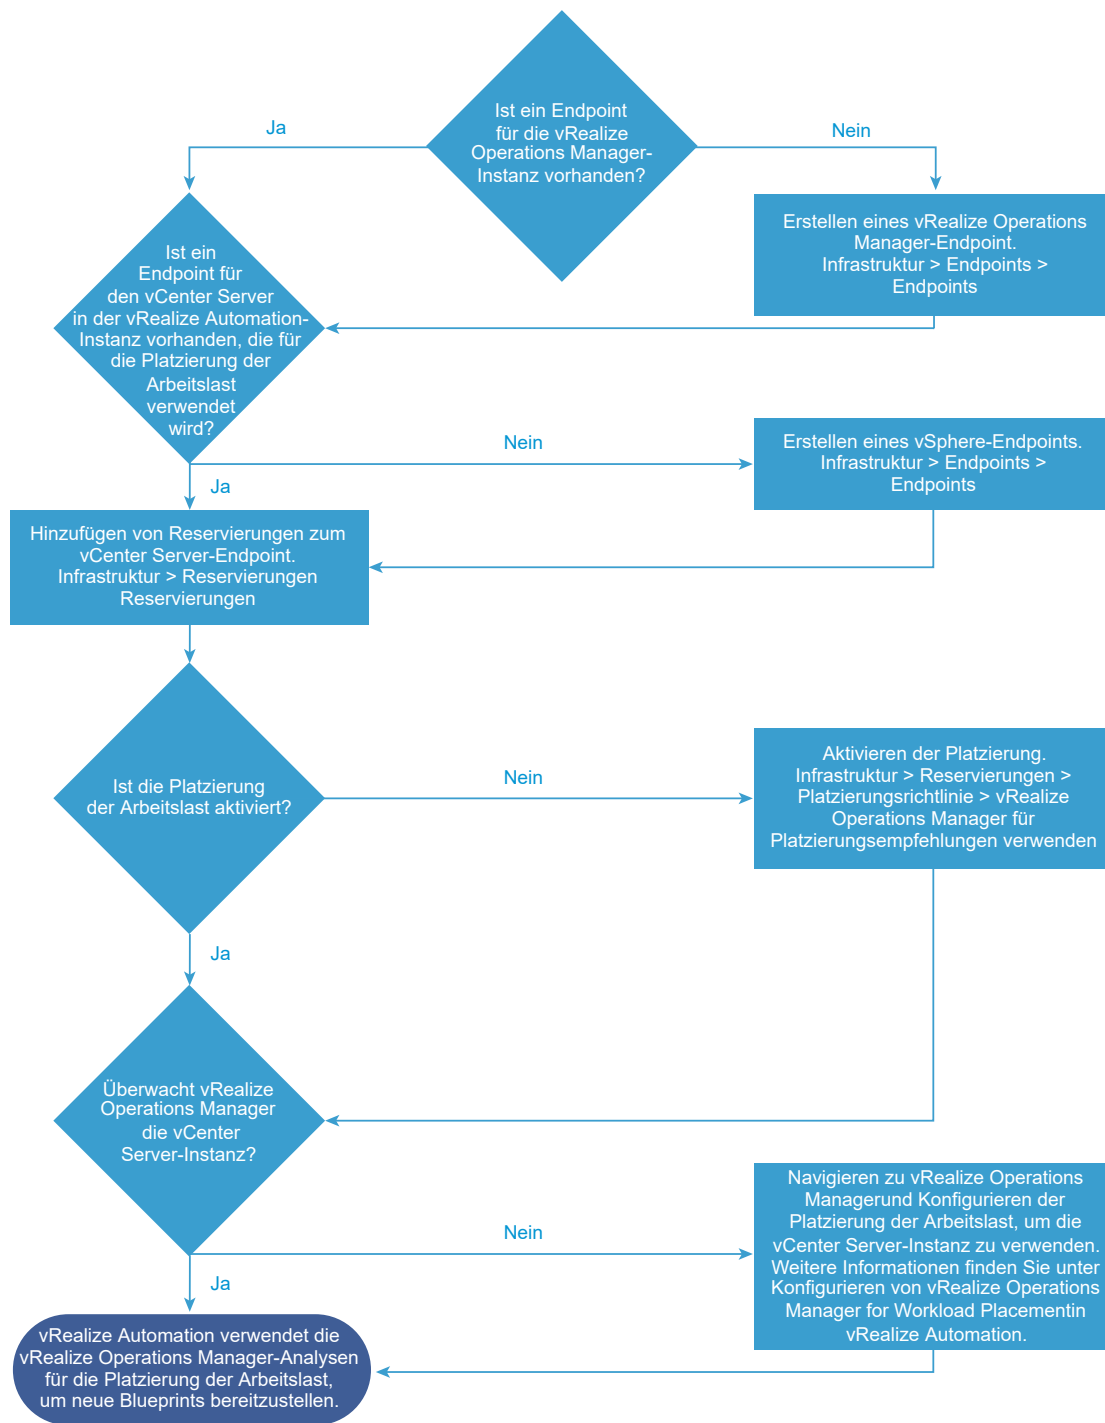 Ist ein Endpoint
für die vRealize
Operations Manager-
Instanz vorhanden?
Ja
Nein
Erstellen eines vRealize Operations
Manager-Endpoint.
Infrastruktur > Endpoints >
Endpoints
Ist ein
Endpoint für
den vCenter Server
in der vRealize Automation-
Instanz vorhanden, die für
die Platzierung der
Arbeitslast
verwendet
wird?
Nein
Ja
Erstellen eines vSphere-Endpoints.
Infrastruktur > Endpoints >
Endpoints
Hinzufügen von Reservierungen zum
vCenter Server-Endpoint.
Infrastruktur > Reservierungen
Reservierungen
Ist die Platzierung
der Arbeitslast aktiviert?
Nein
Aktivieren der Platzierung.
Infrastruktur > Reservierungen >
Platzierungsrichtlinie > vRealize
Operations Manager für
Platzierungsempfehlungen verwenden
Ja
Überwacht vRealize
Operations Manager
die vCenter
Server-Instanz?
Nein
Ja
Navigieren zu vRealize Operations
Managerund Konfigurieren der
Platzierung der Arbeitslast, um die
vCenter Server-Instanz zu verwenden.
Weitere Informationen finden Sie unter
Konfigurieren von vRealize Operations
Manager for Workload Placementin
vRealize Automation.
vRealize Automation verwendet die
vRealize Operations Manager-Analysen
für die Platzierung der Arbeitslast,
um neue Blueprints bereitzustellen.